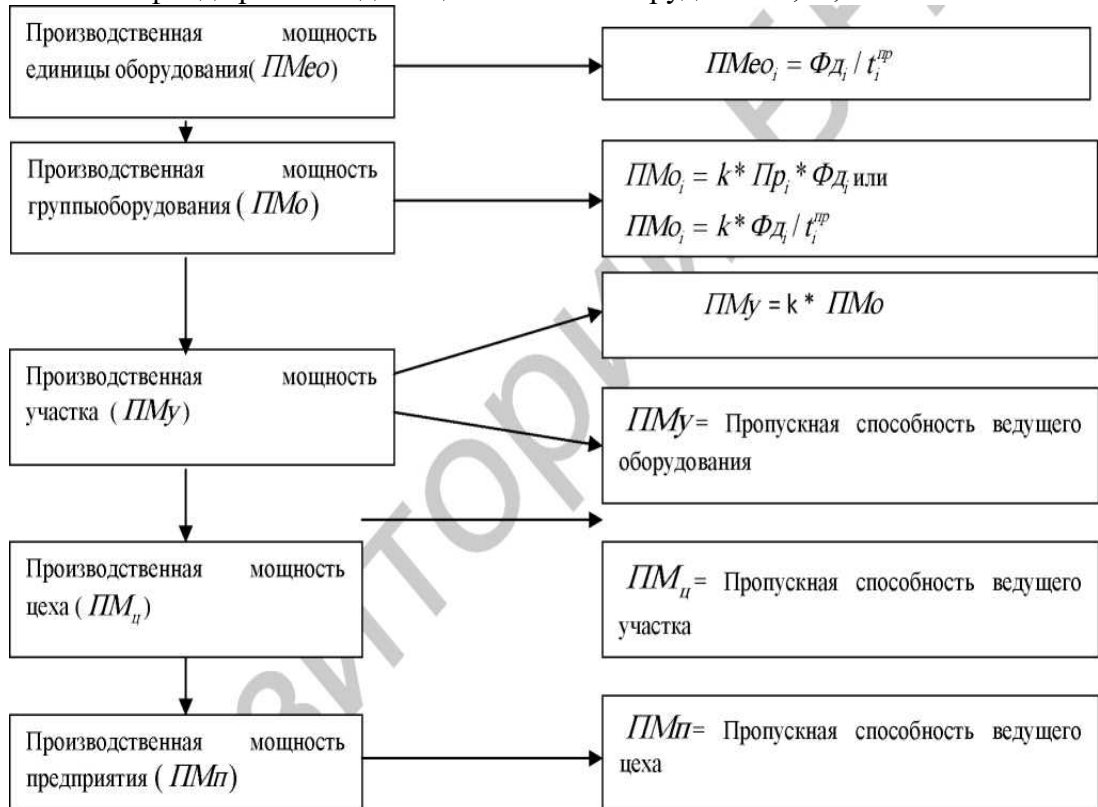 Производственная мощность
единицы оборудования( ПМео)
ПМео_i = Фд_i / t_i^пр
Производственная мощность
группыоборудования ( ПМо)
ПМо_i = k* Пр_i * Фд_i или
ПМо_i = k* Фд_i / t_i^пр
ПМу = k * ПМо
Производственная мощность
участка ( ПМу)
ПМу= Пропускная способность ведущего
оборудования
Производственная мощность
цеха ( ПМ_ц)
ПМ_ц= Пропускная способность ведущего
участка
Производственная мощность
предприятия ( ПМп)
ПМп= Пропускная способность ведущего
цеха